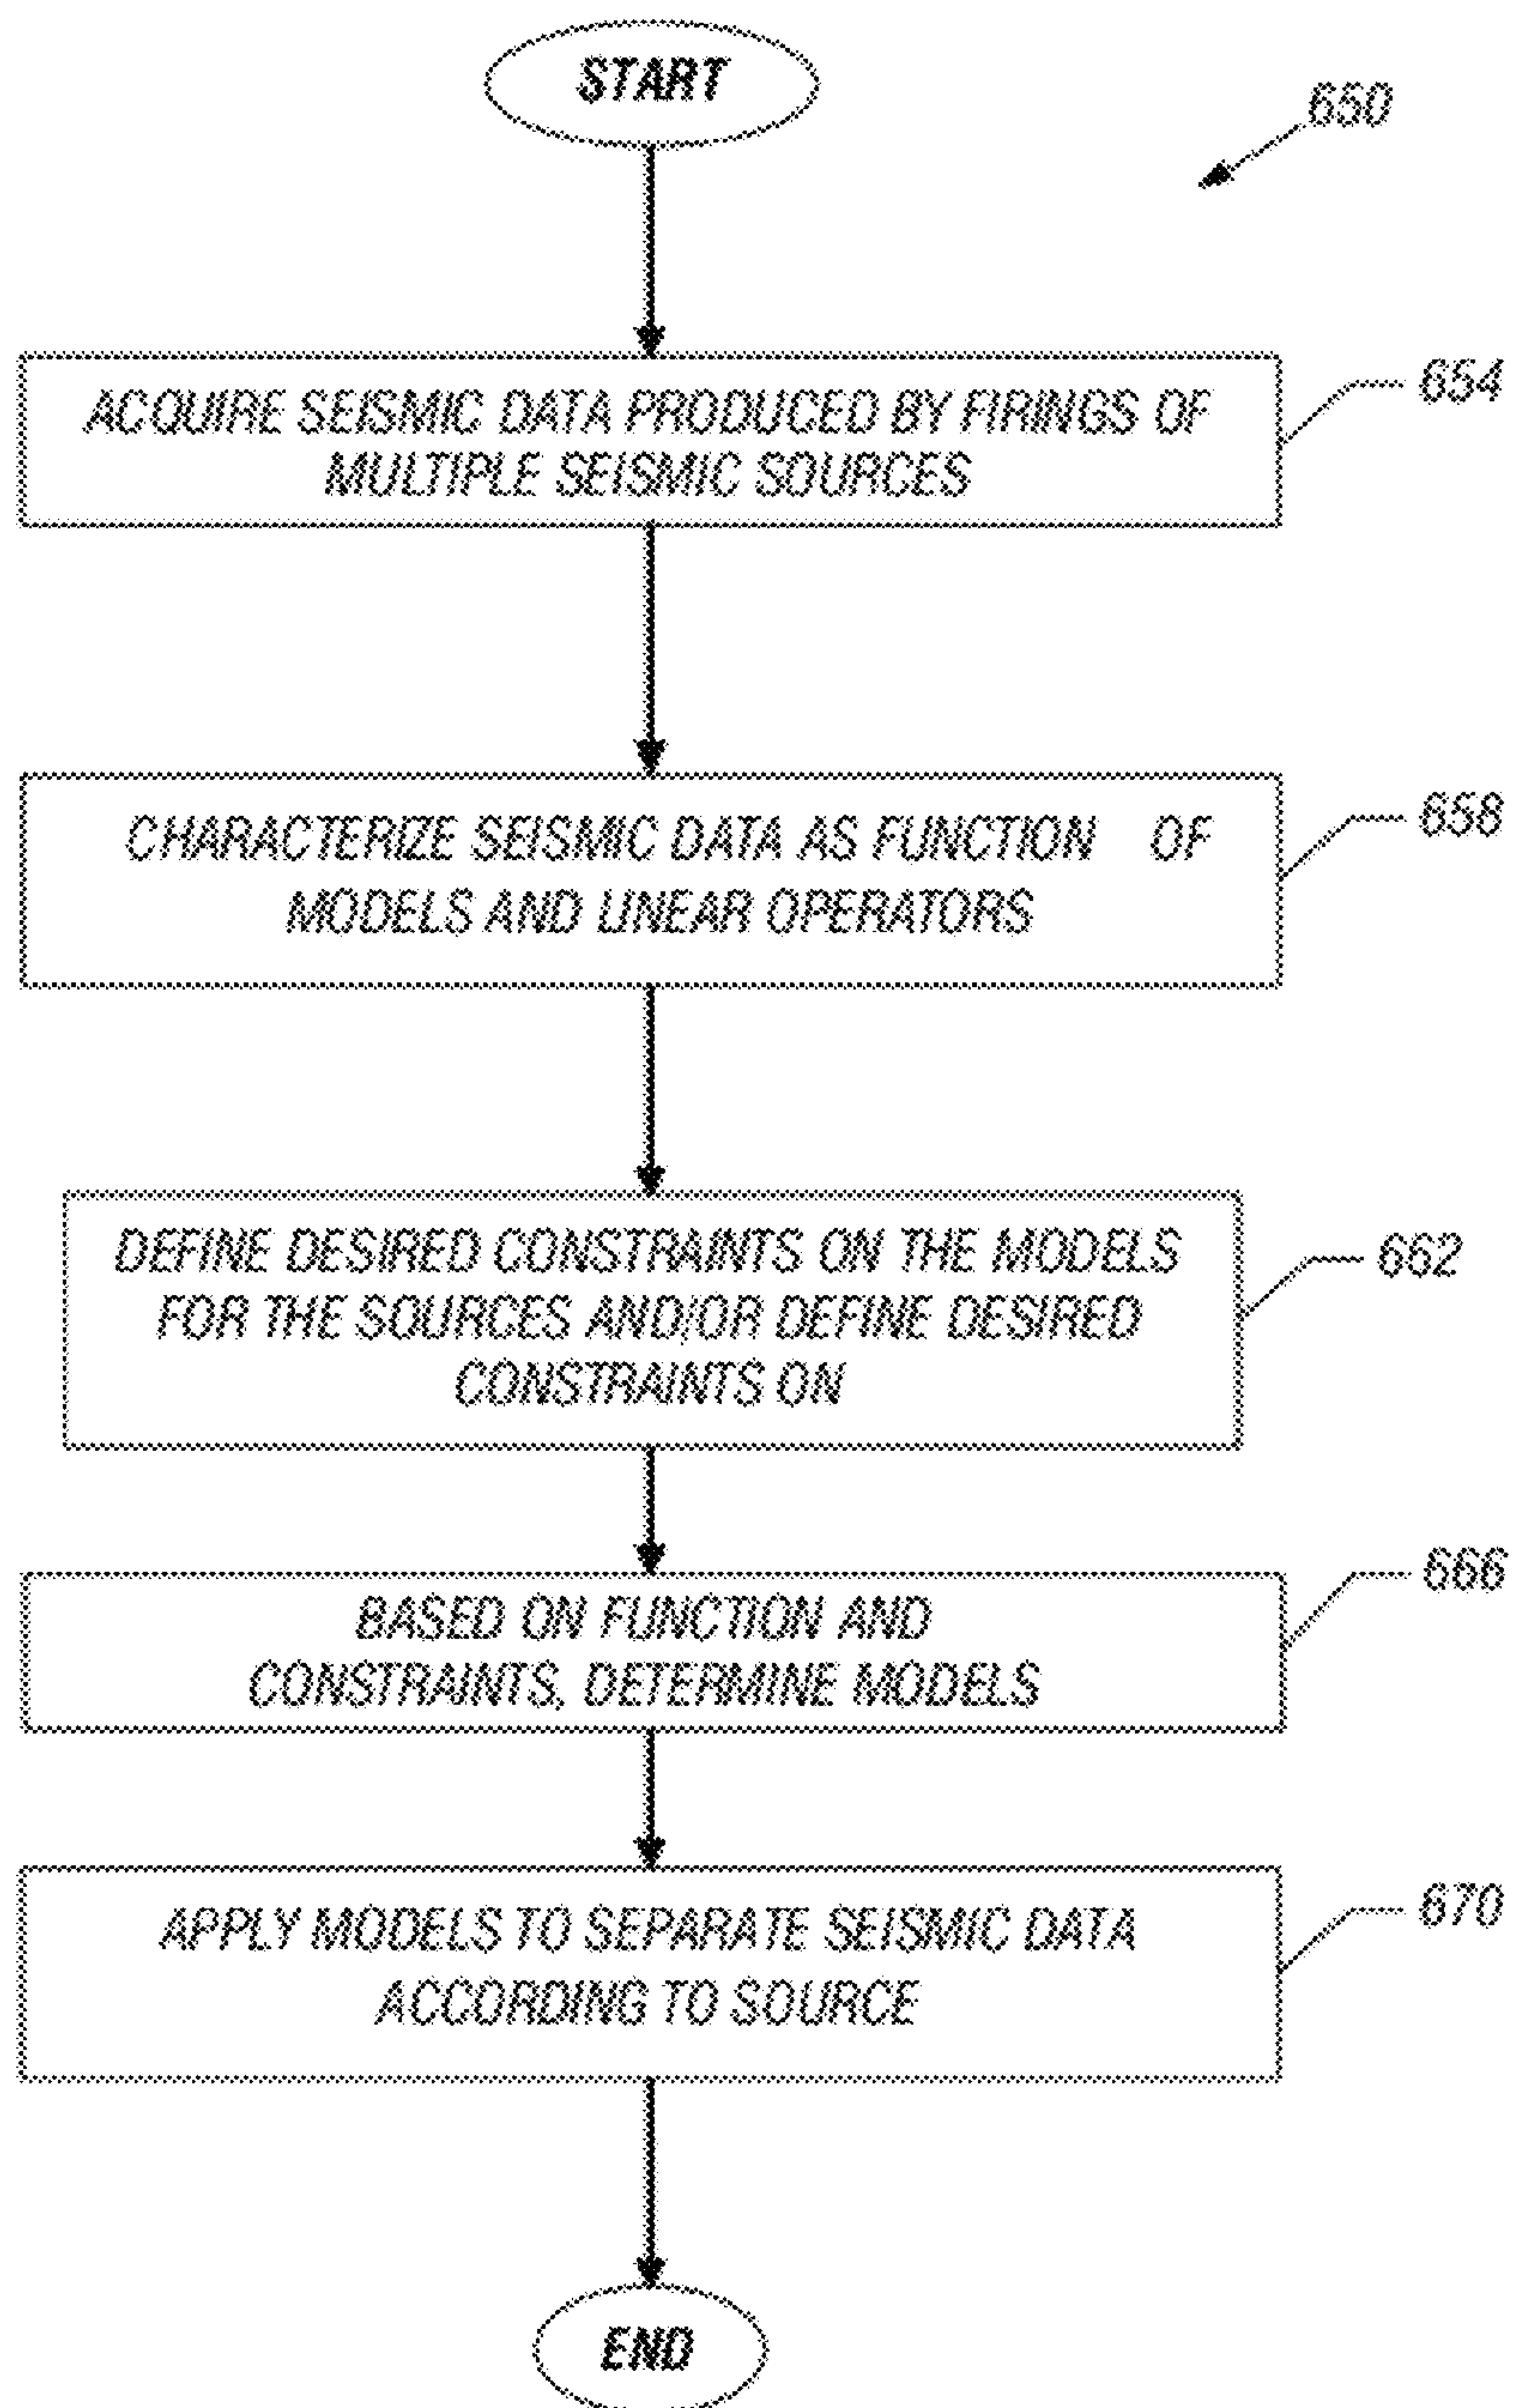 START
650
ACQUIRE SEISMIC DATA PRODUCED BY FIRINGS OF
MULTIPLE SEISMIC SOURCES
654
CHARACTERIZE SEISMIC DATA AS FUNCTION OF
MODELS AND LINEAR OPERATORS
658
DEFINE DESIRED CONSTRAINTS ON THE MODELS
FOR THE SOURCES AND/OR DEFINE DESIRED
CONSTRAINTS ON
662
BASED ON FUNCTION AND
CONSTRAINTS, DETERMINE MODELS
666
APPLY MODELS TO SEPARATE SEISMIC DATA
ACCORDING TO SOURCE
670
END